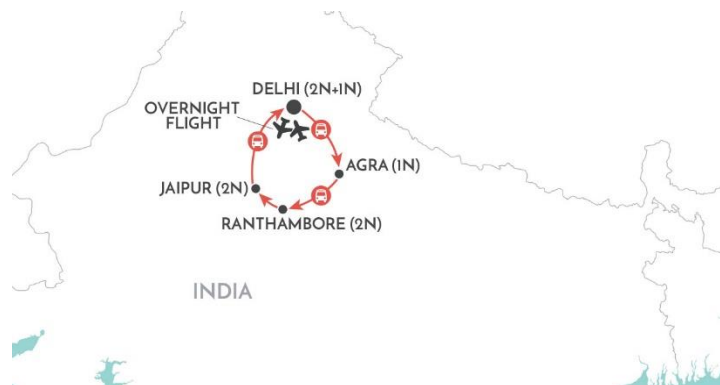 DELHI (2N+1N)
OVERNIGHT
FLIGHT
AGRA (1N)
JAIPUR (2N)
RANTHAMBORE (2N)
INDIA